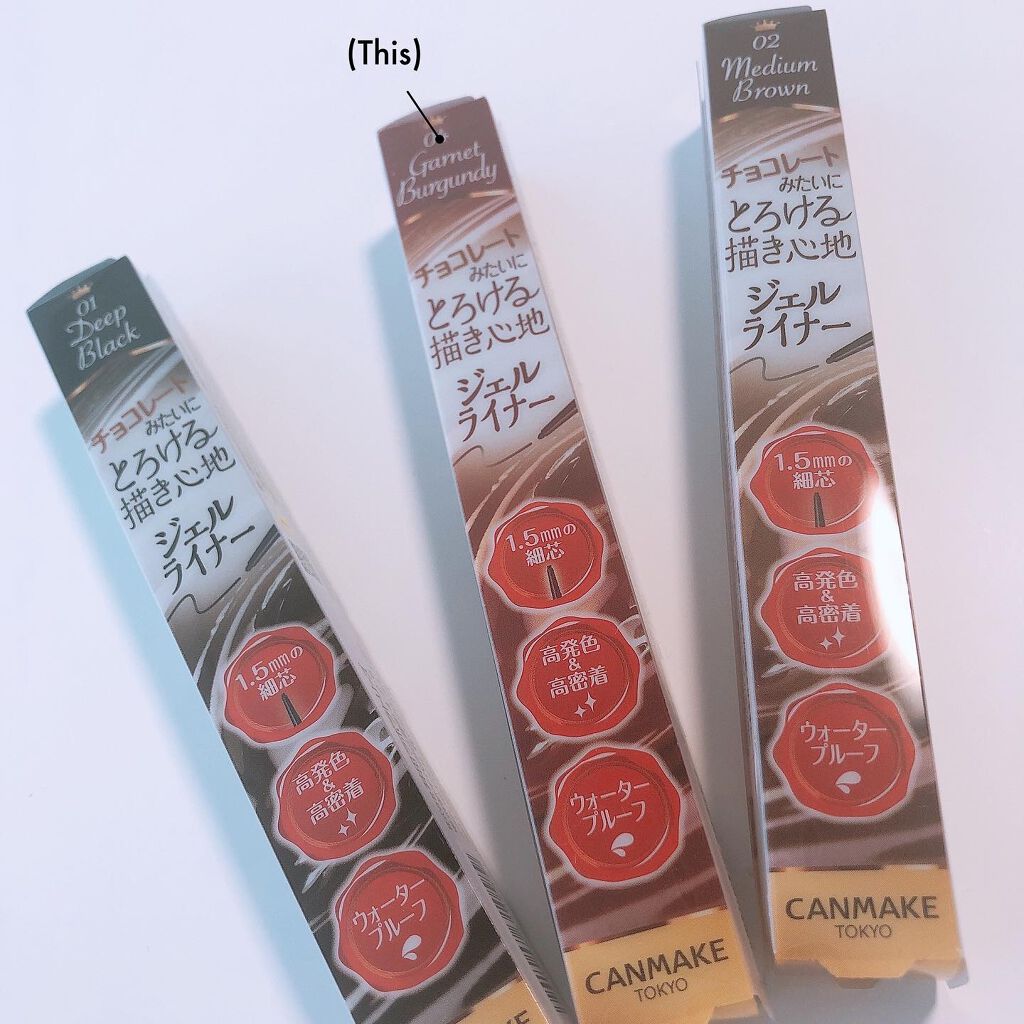 (This)
01
Deep
Black
チョコレート
みたいに
とろける
描き心地
ジェル
ライナー
1.5mmの
細芯
高発色
&
高密着
ウォーター
プルーフ
Garnet
Burgundy
チョコレート
みたいに
とろける
描き心地
ジェル
ライナー
1.5mmの
細芯
高発色
&
高密着
ウォーター
プルーフ
CANMAKE
TOKYO
02
Medium
Brown
チョコレート
みたいに
とろける
描き心地
ジェル
ライナー
1.5mmの
細芯
高発色
&
高密着
ウォーター
プルーフ
CANMAKE
TOKYO